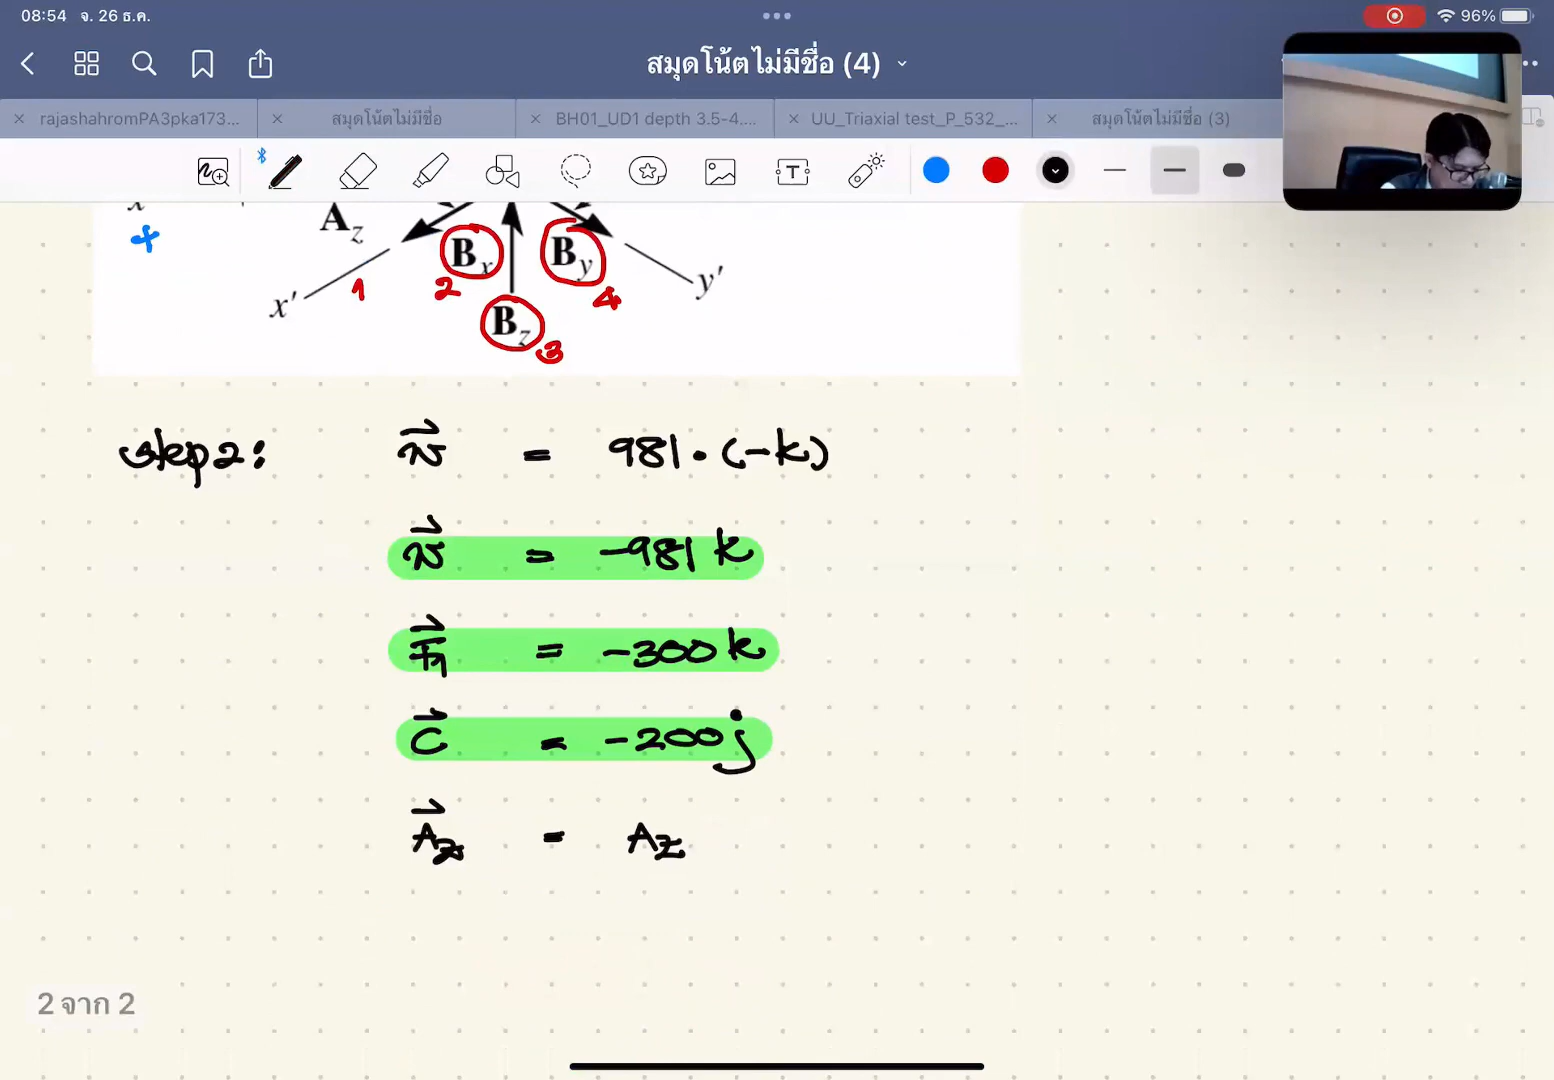 08:54 จ. 26 ธ.ค.
96%
สมุดโน้ตไม่มีชื่อ (4)
rajashahromPA3pka173...
สมุดโน้ตไม่มีชื่อ
BH01_UD1 depth 3.5-4....
UU_Triaxial test_P_532_...
สมุดโน้ตไม่มีชื่อ (3)
T
x
+
A_z
B_x
B_y
x'
1
2
4
y'
B_z
3
step2: = 981 · (-k)
= -981 k
= -300 k
C⃗ = -200 j
A⃗z = Az
2 จาก 2